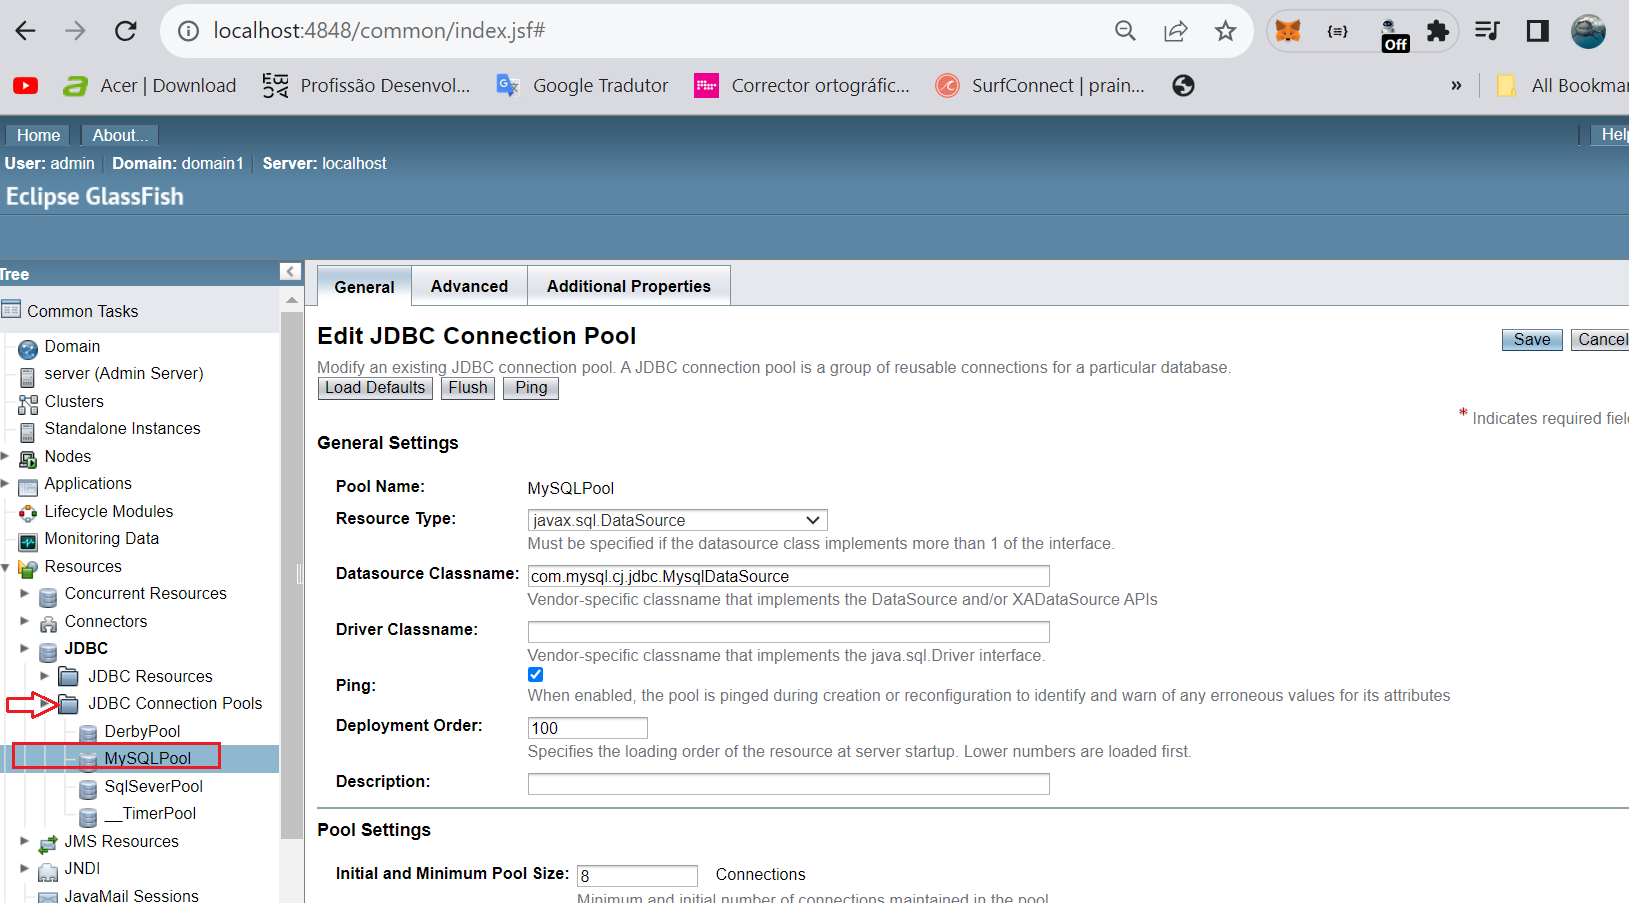 localhost:4848/common/index.jsf#
Off
Acer | Download
Profissão Desenvol...
Google Tradutor
Corrector ortográfic...
SurfConnect | prain...
»
All Bookmar
Home
About...
Help
User: admin
Domain: domain1
Server: localhost
Eclipse GlassFish
Tree
Common Tasks
Domain
server (Admin Server)
Clusters
Standalone Instances
Nodes
Applications
Lifecycle Modules
Monitoring Data
Resources
Concurrent Resources
Connectors
JDBC
JDBC Resources
JDBC Connection Pools
DerbyPool
MySQLPool
SqlSeverPool
__TimerPool
JMS Resources
JNDI
JavaMail Sessions
General
Advanced
Additional Properties
Edit JDBC Connection Pool
Save
Cancel
Modify an existing JDBC connection pool. A JDBC connection pool is a group of reusable connections for a particular database.
Load Defaults
Flush
Ping
* Indicates required fiel
General Settings
Pool Name: MySQLPool
Resource Type: javax.sql.DataSource
Must be specified if the datasource class implements more than 1 of the interface.
Datasource Classname: com.mysql.cj.jdbc.MysqlDataSource
Vendor-specific classname that implements the DataSource and/or XADataSource APIs
Driver Classname:
Vendor-specific classname that implements the java.sql.Driver interface.
Ping:
When enabled, the pool is pinged during creation or reconfiguration to identify and warn of any erroneous values for its attributes
Deployment Order: 100
Specifies the loading order of the resource at server startup. Lower numbers are loaded first.
Description:
Pool Settings
Initial and Minimum Pool Size: 8 Connections
Minimum and initial number of connections maintained in the pool